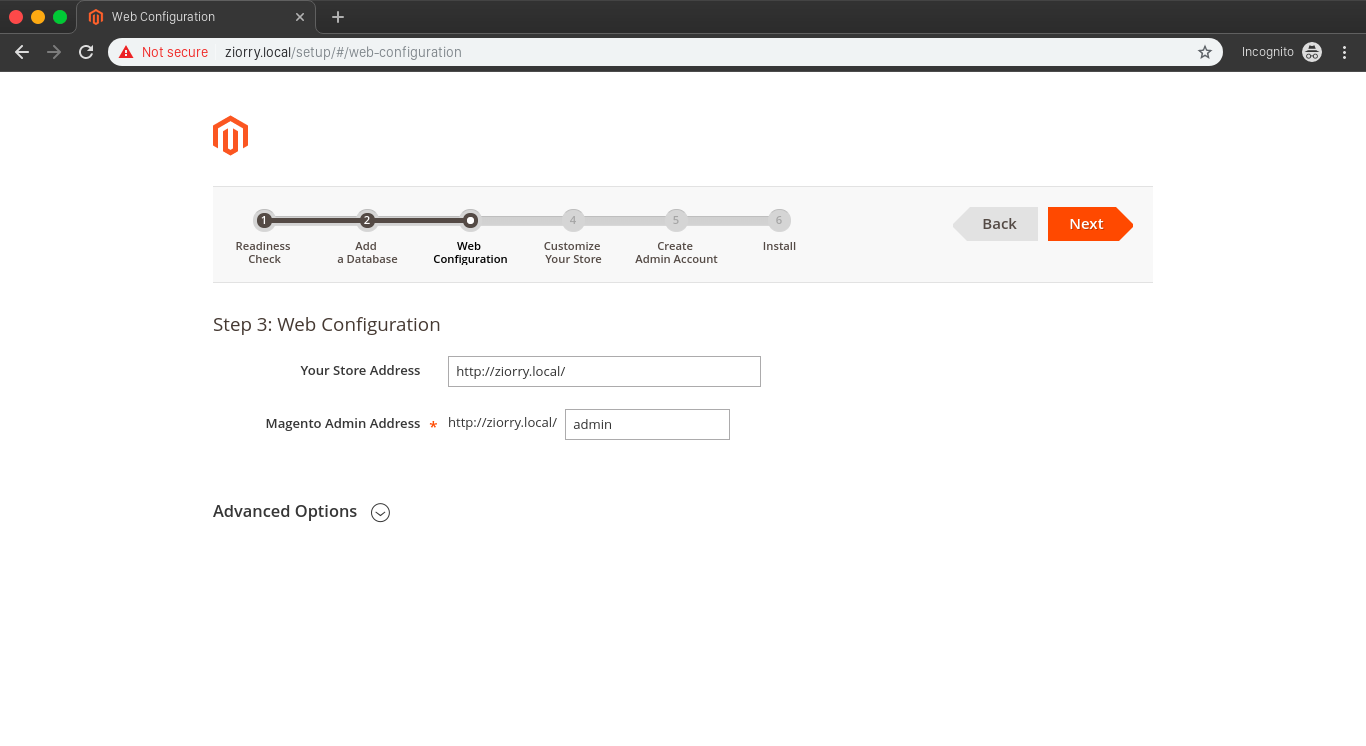 Web Configuration
Not secure ziorry.local/setup/#/web-configuration Incognito
1 2 4 5 6
Readiness Check
Add a Database
Web Configuration
Customize Your Store
Create Admin Account
Install
Back Next
Step 3: Web Configuration
Your Store Address http://ziorry.local/
Magento Admin Address * http://ziorry.local/ admin
Advanced Options